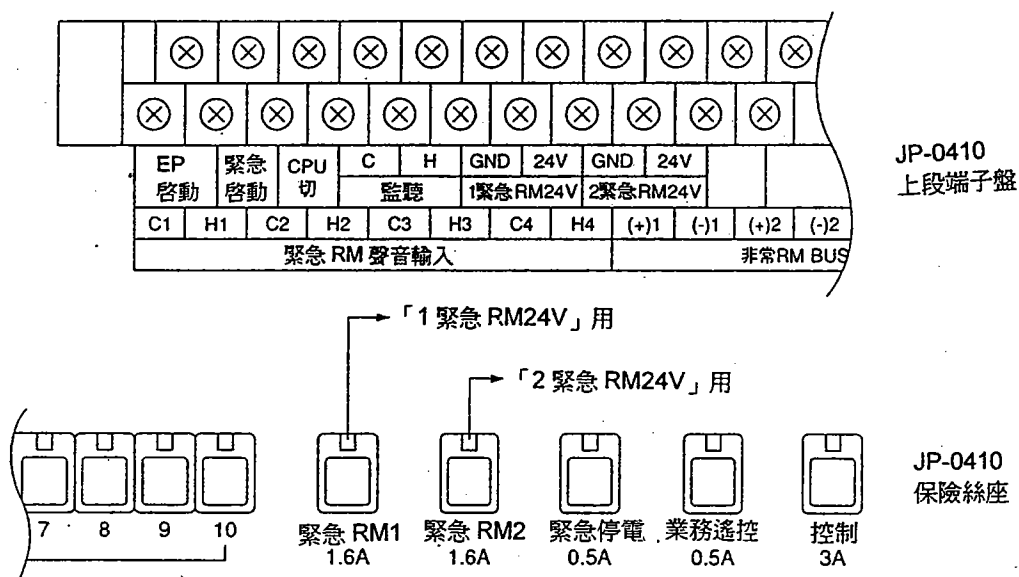 EP 緊急 CPU C H GND 24V GND 24V
啓動 啓動 切 監聽 1緊急RM24V 2緊急RM24V
C1 H1 C2 H2 C3 H3 C4 H4 (+)1 (-)1 (+)2 (-)2
緊急 RM 聲音輸入 非常RM BUS
JP-0410
上段端子盤
「1 緊急 RM24V」用
「2 緊急 RM24V」用
JP-0410
保險絲座
7 8 9 10
緊急 RM1 緊急 RM2 緊急停電 業務遙控 控制
1.6A 1.6A 0.5A 0.5A 3A